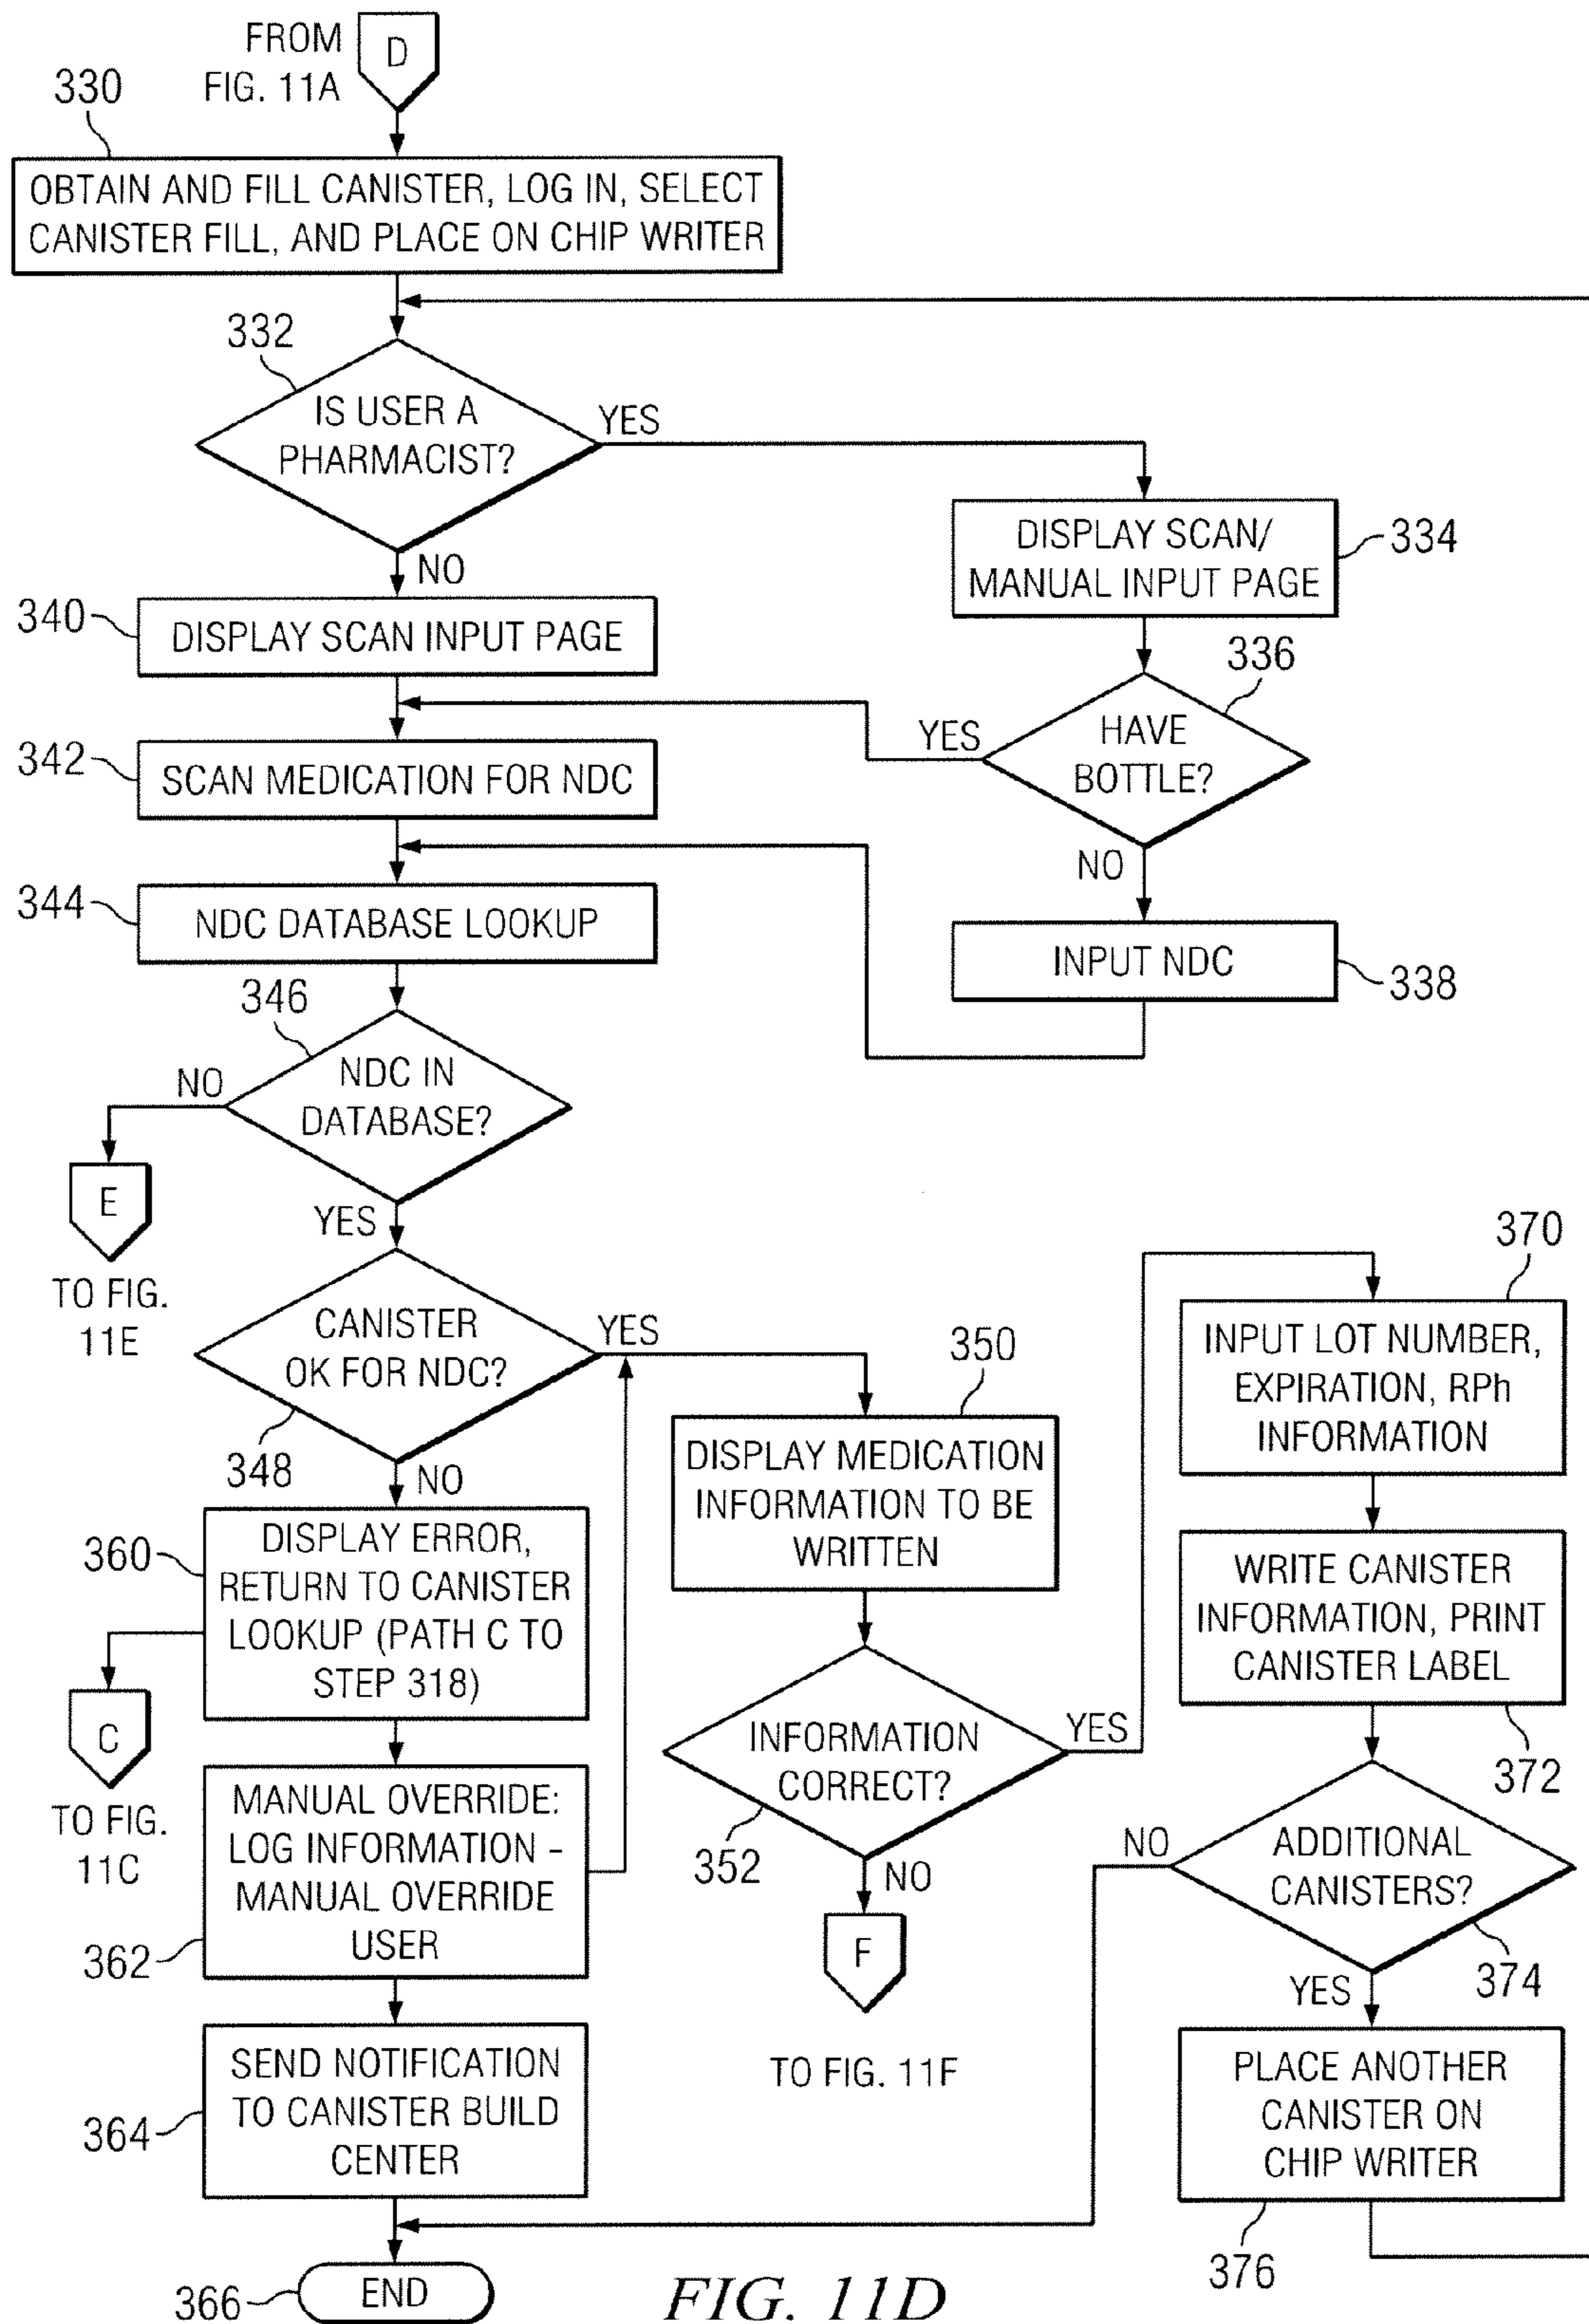 FROM
FIG. 11A
D
330
OBTAIN AND FILL CANISTER, LOG IN, SELECT
CANISTER FILL, AND PLACE ON CHIP WRITER
332
IS USER A
PHARMACIST?
YES
NO
DISPLAY SCAN/
MANUAL INPUT PAGE
334
340
DISPLAY SCAN INPUT PAGE
336
HAVE
BOTTLE?
YES
NO
342
SCAN MEDICATION FOR NDC
344
NDC DATABASE LOOKUP
INPUT NDC
338
346
NDC IN
DATABASE?
NO
E
TO FIG.
11E
YES
CANISTER
OK FOR NDC?
YES
348
NO
350
DISPLAY MEDICATION
INFORMATION TO BE
WRITTEN
370
INPUT LOT NUMBER,
EXPIRATION, RPh
INFORMATION
360
DISPLAY ERROR,
RETURN TO CANISTER
LOOKUP (PATH C TO
STEP 318)
C
TO FIG.
11C
WRITE CANISTER
INFORMATION, PRINT
CANISTER LABEL
372
INFORMATION
CORRECT?
YES
352
NO
F
TO FIG. 11F
MANUAL OVERRIDE:
LOG INFORMATION -
MANUAL OVERRIDE
USER
362
ADDITIONAL
CANISTERS?
NO
374
YES
SEND NOTIFICATION
TO CANISTER BUILD
CENTER
364
PLACE ANOTHER
CANISTER ON
CHIP WRITER
376
366
END
FIG. 11D